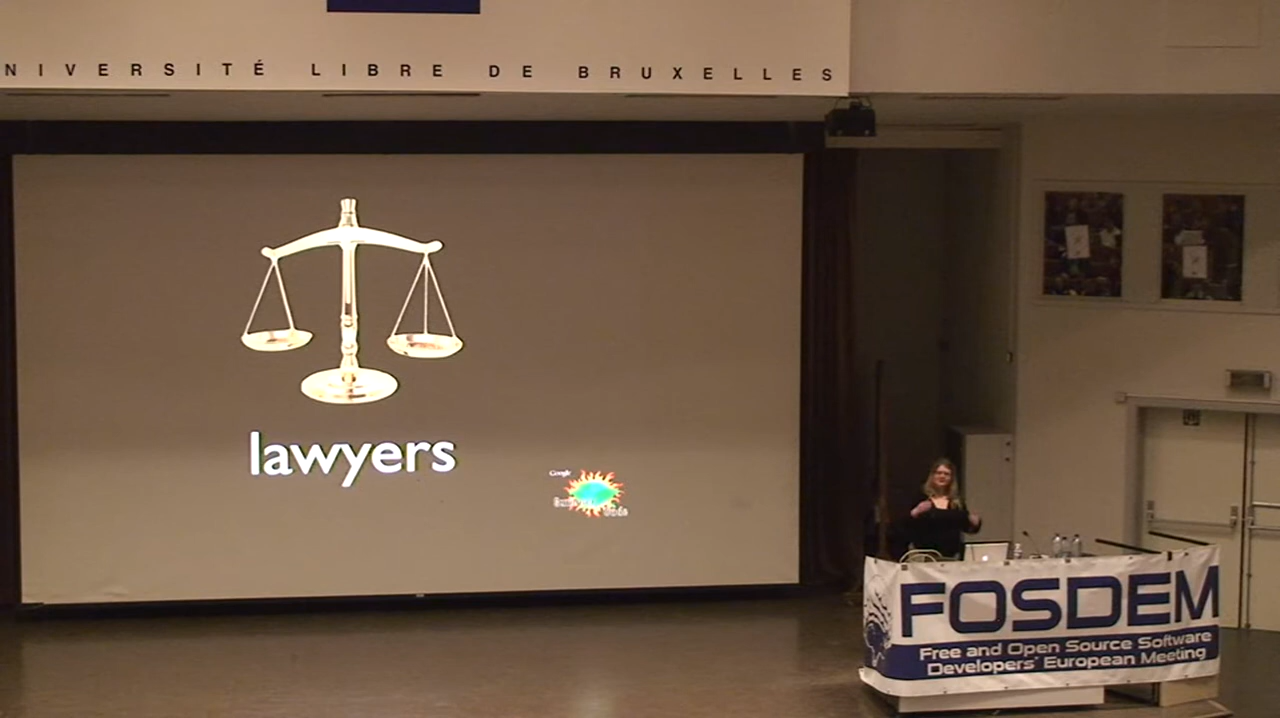 NIVERSITÉ LIBRE DE BRUXELLES
lawyers
Google
FOSDEM
Free and Open Source Software
Developers' European Meeting